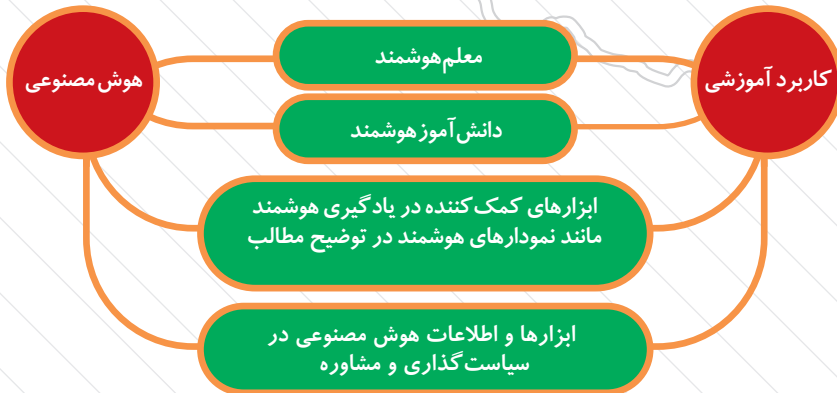 کاربرد آموزشی
هوش مصنوعی
معلم هوشمند
دانش‌آموز هوشمند
ابزارهای کمک‌کننده در یادگیری هوشمند
مانند نمودارهای هوشمند در توضیح مطالب
ابزارها و اطلاعات هوش مصنوعی در
سیاست‌گذاری و مشاوره